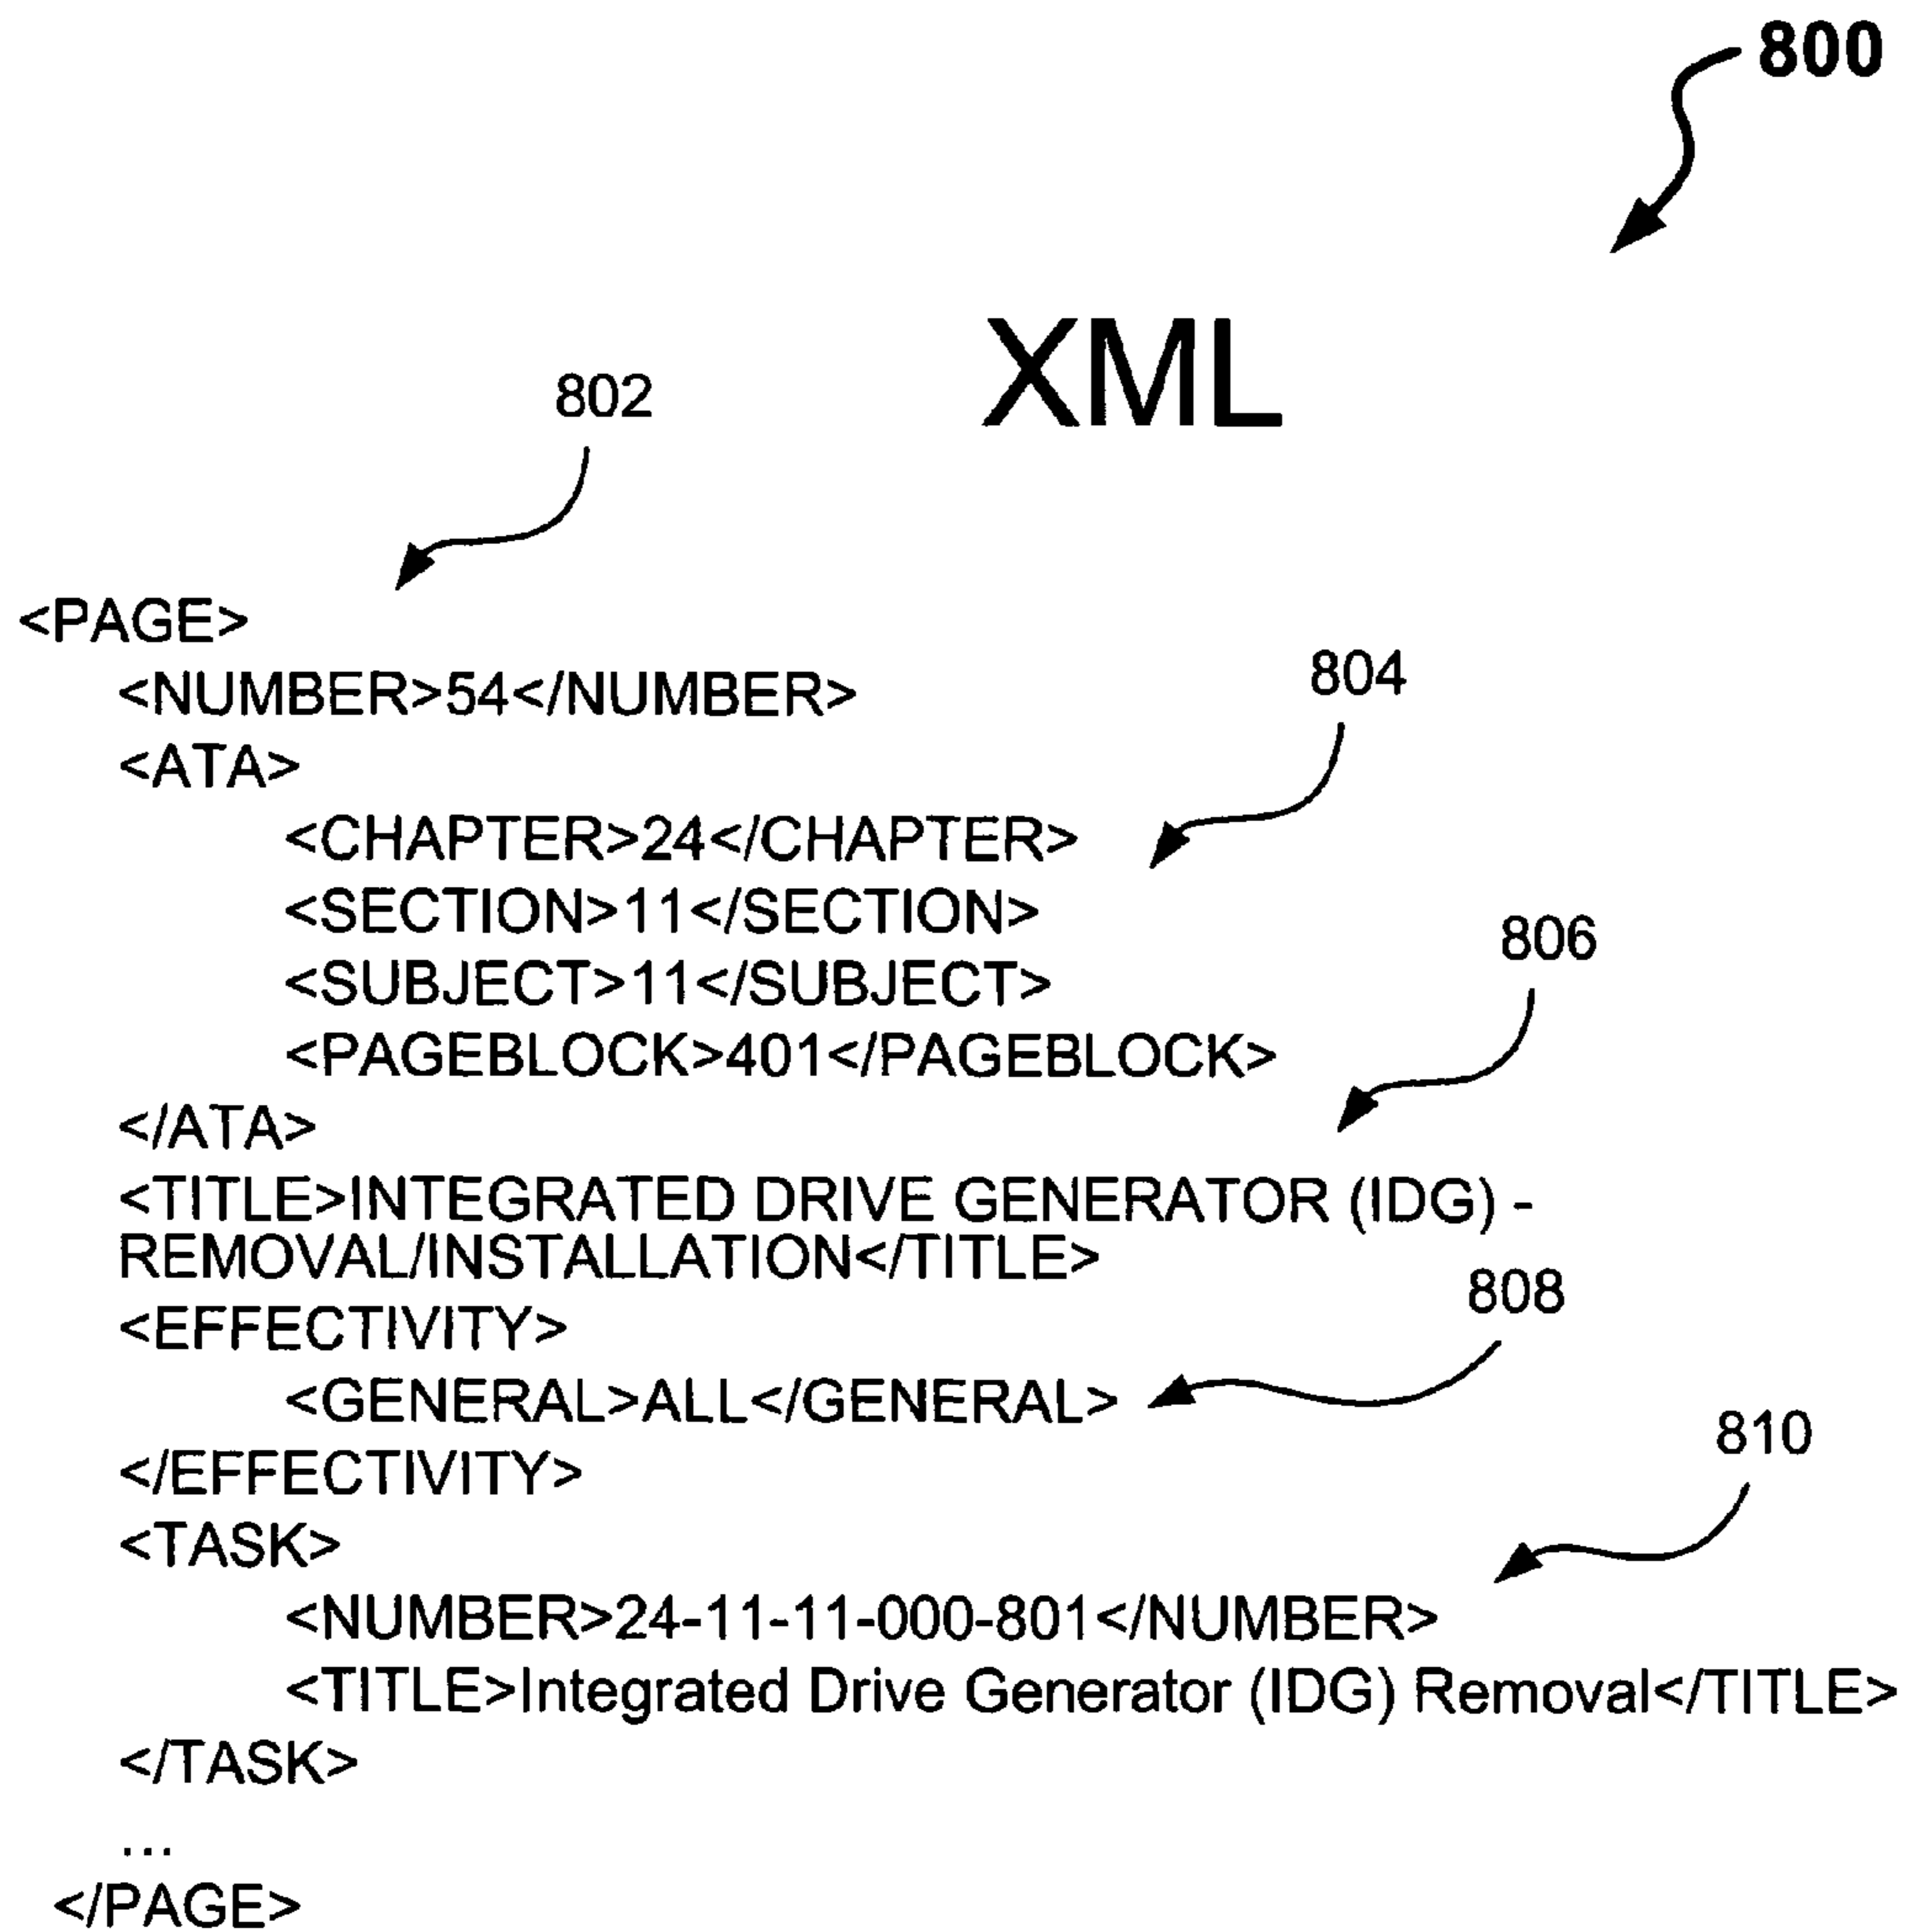 800
XML
802
<PAGE>
<NUMBER>54</NUMBER>
804
<ATA>
<CHAPTER>24</CHAPTER>
<SECTION>11</SECTION>
806
<SUBJECT>11</SUBJECT>
<PAGEBLOCK>401</PAGEBLOCK>
</ATA>
<TITLE>INTEGRATED DRIVE GENERATOR (IDG) -
REMOVAL/INSTALLATION</TITLE>
808
<EFFECTIVITY>
<GENERAL>ALL</GENERAL>
810
</EFFECTIVITY>
<TASK>
<NUMBER>24-11-11-000-801</NUMBER>
<TITLE>Integrated Drive Generator (IDG) Removal</TITLE>
</TASK>
...
</PAGE>